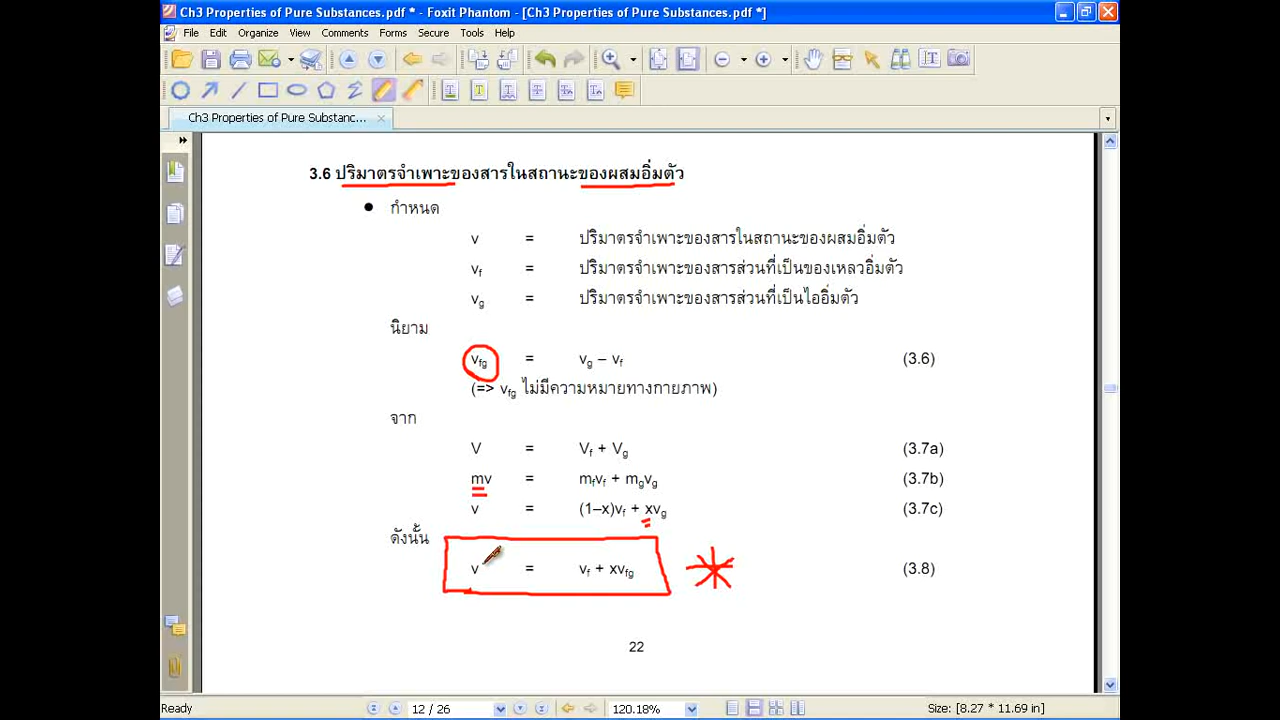 Ch3 Properties of Pure Substances.pdf * - Foxit Phantom - [Ch3 Properties of Pure Substances.pdf *]
File Edit Organize View Comments Forms Secure Tools Help
Ch3 Properties of Pure Substanc...
3.6 ปริมาตรจำเพาะของสารในสถานะของผสมอิ่มตัว
● กำหนด
v = ปริมาตรจำเพาะของสารในสถานะของผสมอิ่มตัว
vf = ปริมาตรจำเพาะของสารส่วนที่เป็นของเหลวอิ่มตัว
vg = ปริมาตรจำเพาะของสารส่วนที่เป็นไออิ่มตัว
นิยาม
vfg = vg – vf (3.6)
(=> vfg ไม่มีความหมายทางกายภาพ)
จาก
V = Vf + Vg (3.7a)
mv = mfvf + mgvg (3.7b)
v = (1–x)vf + xvg (3.7c)
ดังนั้น
v = vf + xvfg (3.8)
22
Ready 12 / 26 120.18% Size: [8.27 * 11.69 in]